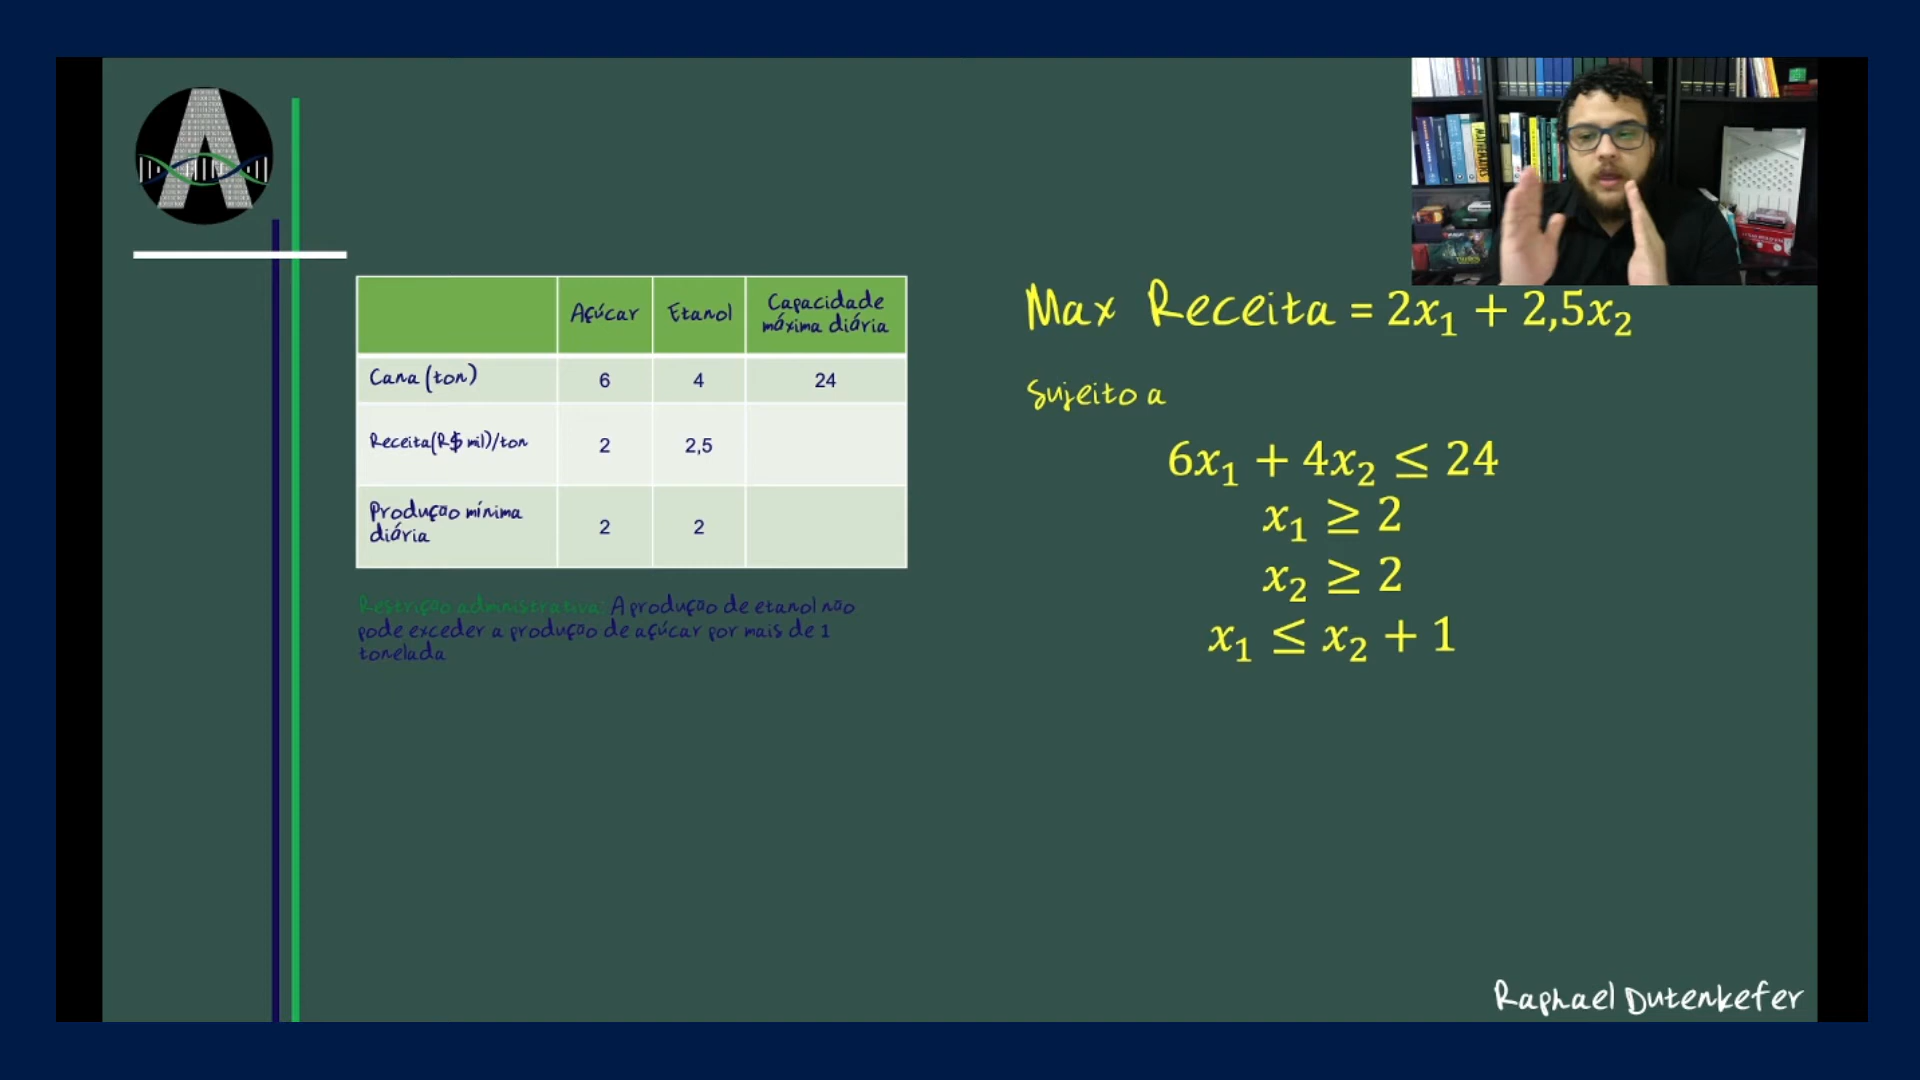 Açúcar Etanol Capacidade
máxima diária
Cana (ton) 6 4 24
Receita(R$ mil)/ton 2 2,5
Produção mínima
diária 2 2
Restrição administrativa: A produção de etanol não
pode exceder a produção de açúcar por mais de 1
tonelada
Max Receita = 2x₁ + 2,5x₂
Sujeito a
6x₁ + 4x₂ ≤ 24
x₁ ≥ 2
x₂ ≥ 2
x₁ ≤ x₂ + 1
Raphael Dutenkefer